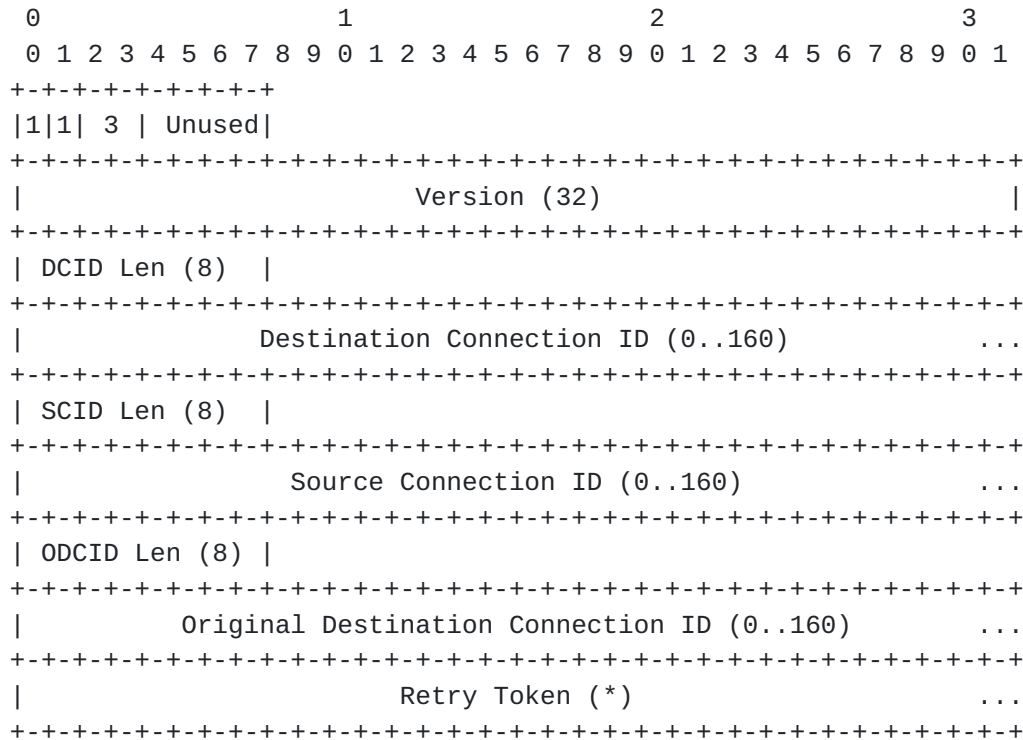 0                   1                   2                   3
 0 1 2 3 4 5 6 7 8 9 0 1 2 3 4 5 6 7 8 9 0 1 2 3 4 5 6 7 8 9 0 1
+-+-+-+-+-+-+-+-+
|1|1| 3 | Unused|
+-+-+-+-+-+-+-+-+-+-+-+-+-+-+-+-+-+-+-+-+-+-+-+-+-+-+-+-+-+-+-+-+
|                         Version (32)                          |
+-+-+-+-+-+-+-+-+-+-+-+-+-+-+-+-+-+-+-+-+-+-+-+-+-+-+-+-+-+-+-+-+
| DCID Len (8)  |
+-+-+-+-+-+-+-+-+-+-+-+-+-+-+-+-+-+-+-+-+-+-+-+-+-+-+-+-+-+-+-+-+
|               Destination Connection ID (0..160)            ...
+-+-+-+-+-+-+-+-+-+-+-+-+-+-+-+-+-+-+-+-+-+-+-+-+-+-+-+-+-+-+-+-+
| SCID Len (8)  |
+-+-+-+-+-+-+-+-+-+-+-+-+-+-+-+-+-+-+-+-+-+-+-+-+-+-+-+-+-+-+-+-+
|                 Source Connection ID (0..160)               ...
+-+-+-+-+-+-+-+-+-+-+-+-+-+-+-+-+-+-+-+-+-+-+-+-+-+-+-+-+-+-+-+-+
| ODCID Len (8) |
+-+-+-+-+-+-+-+-+-+-+-+-+-+-+-+-+-+-+-+-+-+-+-+-+-+-+-+-+-+-+-+-+
|          Original Destination Connection ID (0..160)        ...
+-+-+-+-+-+-+-+-+-+-+-+-+-+-+-+-+-+-+-+-+-+-+-+-+-+-+-+-+-+-+-+-+
|                        Retry Token (*)                      ...
+-+-+-+-+-+-+-+-+-+-+-+-+-+-+-+-+-+-+-+-+-+-+-+-+-+-+-+-+-+-+-+-+